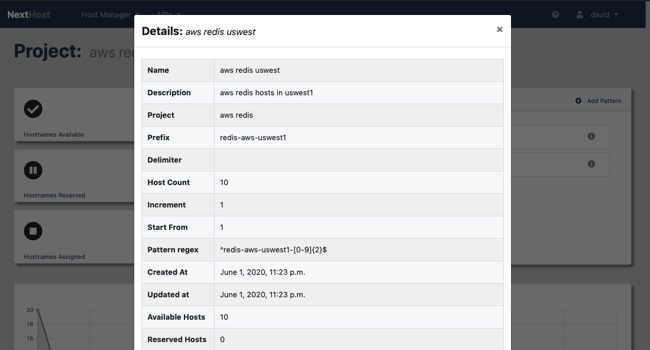 NextHost Host Manager APIs david
Details: aws redis uswest ×
Project: aws re
Name aws redis uswest
Description aws redis hosts in uswest1
Project aws redis
Prefix redis-aws-uswest1
Delimiter
Host Count 10
Increment 1
Start From 1
Pattern regex ^redis-aws-uswest1-[0-9]{2}$
Created At June 1, 2020, 11:23 p.m.
Updated at June 1, 2020, 11:23 p.m.
Available Hosts 10
Reserved Hosts 0
Add Pattern
Hostnames Available
Hostnames Reserved
Hostnames Assigned
20
18
16